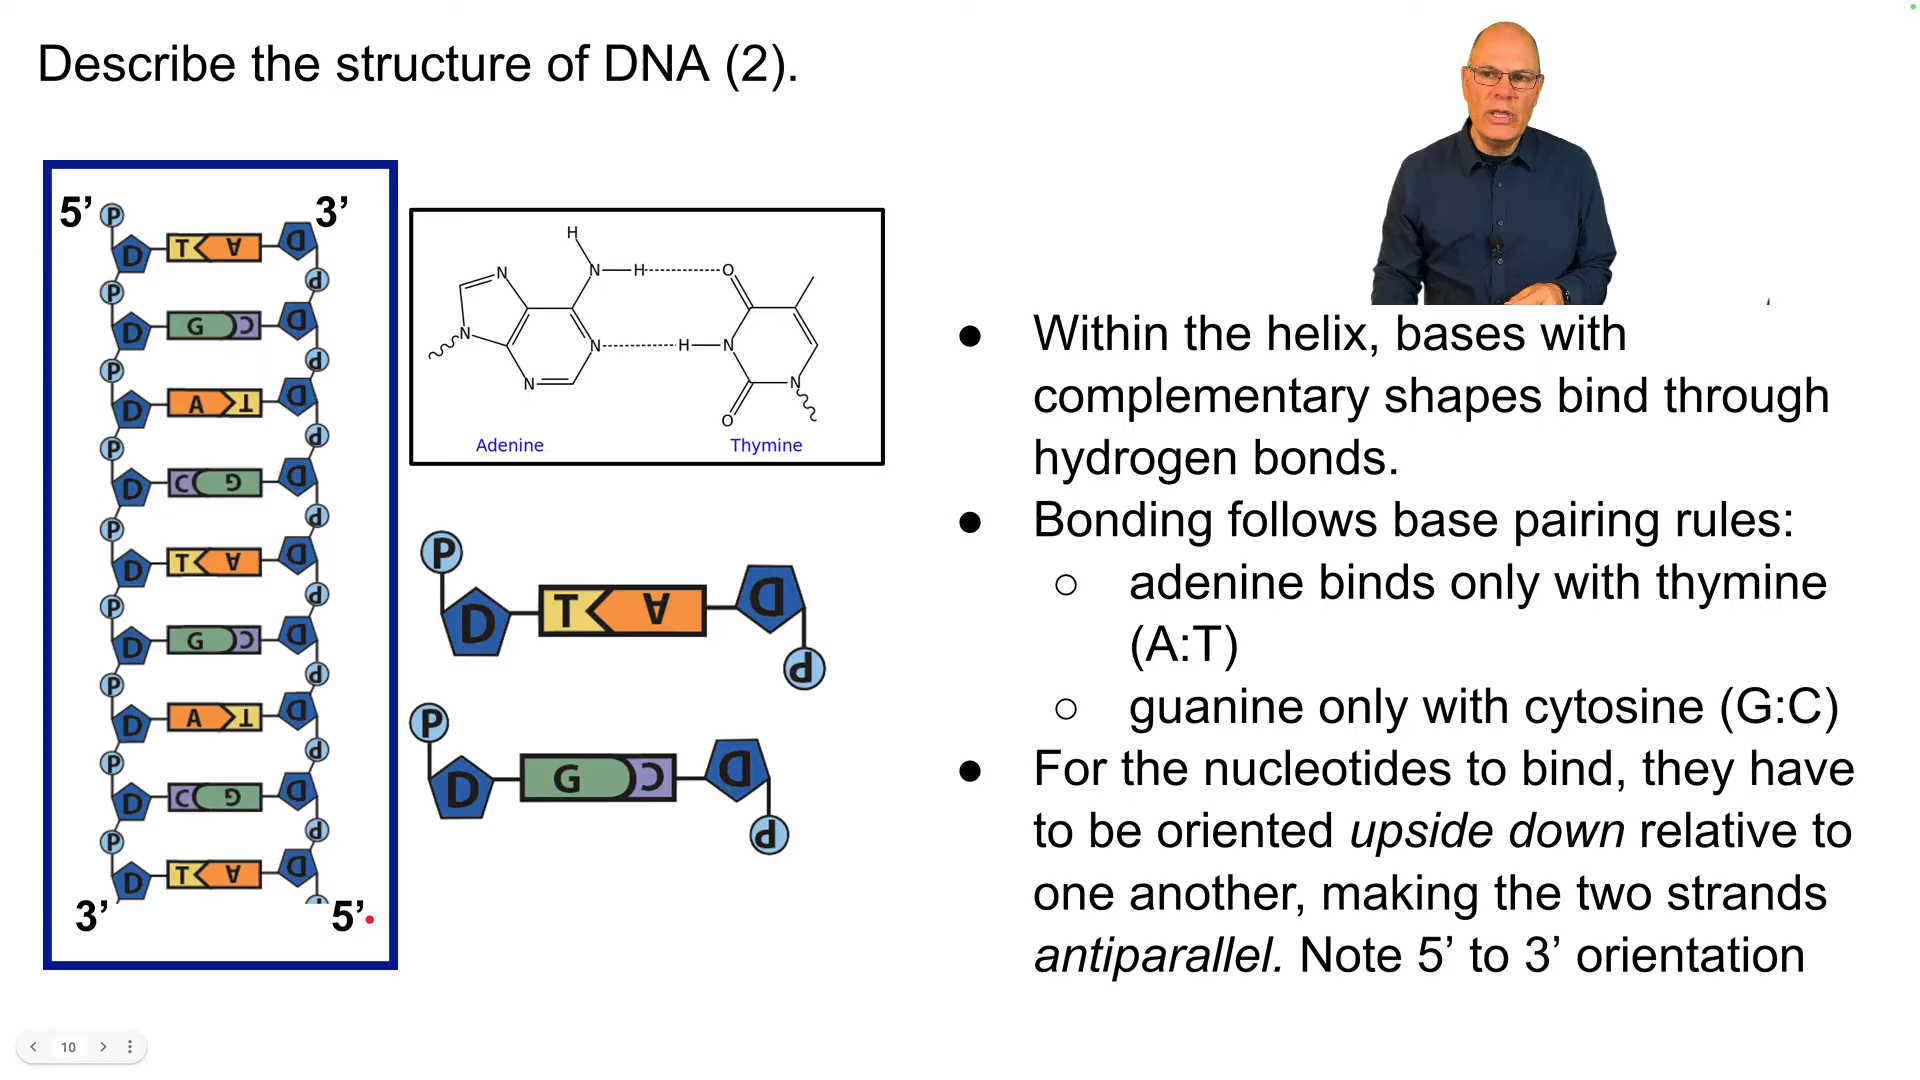 Describe the structure of DNA (2).
5’ P 3’
D T A D
P P
D G C D
P P
D A T D
P P
D C G D
P P
D T A D
P P
D G C D
P P
D A T D
P P
D C G D
P P
D T A D
3’ 5’
H
N N H O
N N H N
N O N
Adenine Thymine
P
D T A D
P
P
D G C D
P
● Within the helix, bases with
complementary shapes bind through
hydrogen bonds.
● Bonding follows base pairing rules:
○ adenine binds only with thymine
(A:T)
○ guanine only with cytosine (G:C)
● For the nucleotides to bind, they have
to be oriented upside down relative to
one another, making the two strands
antiparallel. Note 5’ to 3’ orientation
10